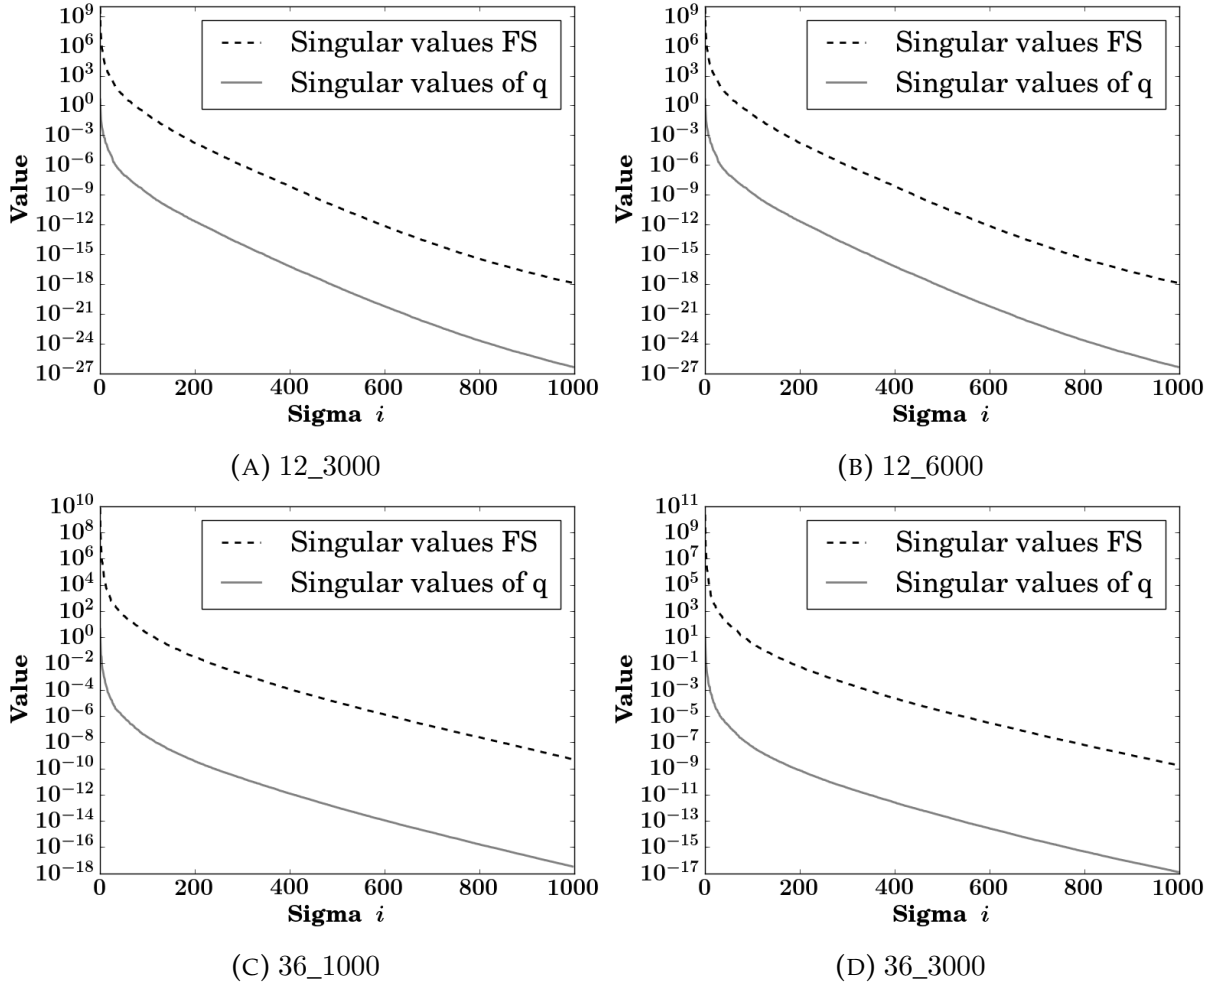 10^9
10^6
10^3
10^0
10^−3
10^−6
10^−9
10^−12
10^−15
10^−18
10^−21
10^−24
10^−27
Value
Singular values FS
Singular values of q
0 200 400 600 800 1000
Sigma i
(A) 12_3000
10^9
10^6
10^3
10^0
10^−3
10^−6
10^−9
10^−12
10^−15
10^−18
10^−21
10^−24
10^−27
Value
Singular values FS
Singular values of q
0 200 400 600 800 1000
Sigma i
(B) 12_6000
10^10
10^8
10^6
10^4
10^2
10^0
10^−2
10^−4
10^−6
10^−8
10^−10
10^−12
10^−14
10^−16
10^−18
Value
Singular values FS
Singular values of q
0 200 400 600 800 1000
Sigma i
(C) 36_1000
10^11
10^9
10^7
10^5
10^3
10^1
10^−1
10^−3
10^−5
10^−7
10^−9
10^−11
10^−13
10^−15
10^−17
Value
Singular values FS
Singular values of q
0 200 400 600 800 1000
Sigma i
(D) 36_3000